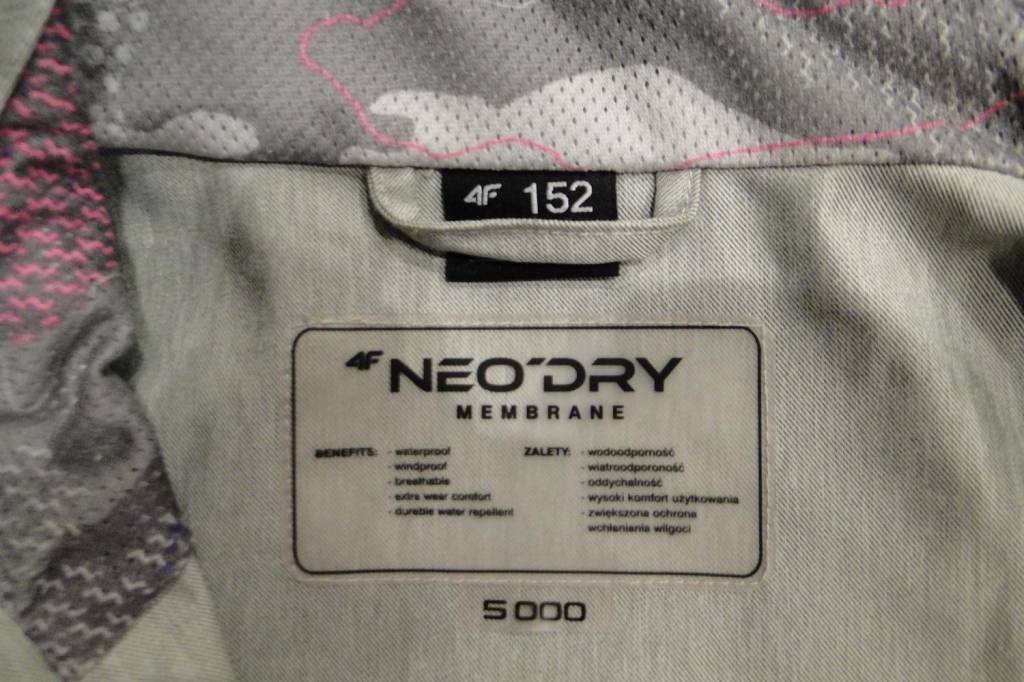 4F 152
4F NEO'DRY
MEMBRANE
BENEFITS: - waterproof
- windproof
- breathable
- extra wear comfort
- durable water repellent
ZALETY: - wodoodporność
- wiatroodporoność
- oddychalność
- wysoki komfort użytkowania
- zwiększona ochrona
wchłaniania wilgoci
5 000